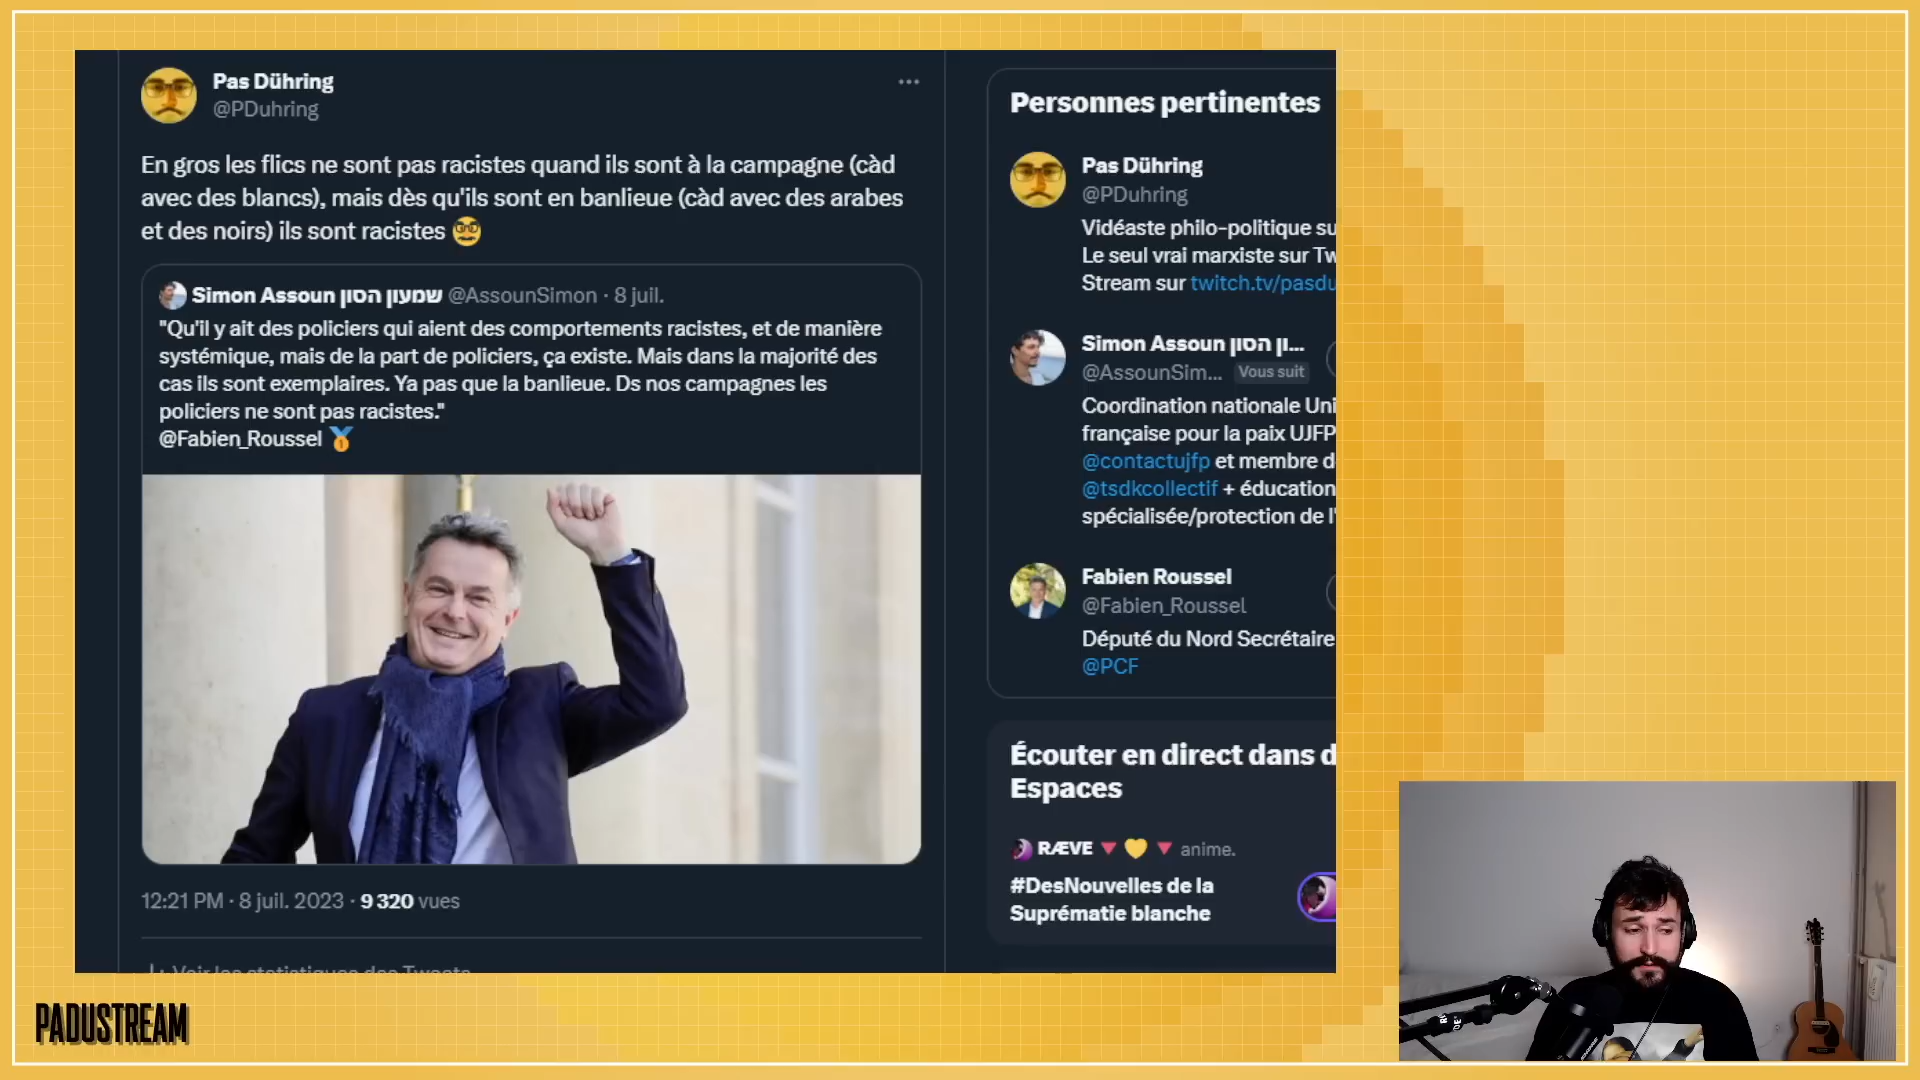 Pas Dühring
@PDuhring
En gros les flics ne sont pas racistes quand ils sont à la campagne (càd
avec des blancs), mais dès qu'ils sont en banlieue (càd avec des arabes
et des noirs) ils sont racistes
Simon Assoun שמעון הסון @AssounSimon · 8 juil.
"Qu'il y ait des policiers qui aient des comportements racistes, et de manière
systémique, mais de la part de policiers, ça existe. Mais dans la majorité des
cas ils sont exemplaires. Ya pas que la banlieue. Ds nos campagnes les
policiers ne sont pas racistes."
@Fabien_Roussel
12:21 PM · 8 juil. 2023 · 9 320 vues
Voir les statistiques des Tweets
Personnes pertinentes
Pas Dühring
@PDuhring
Vidéaste philo-politique su
Le seul vrai marxiste sur Tw
Stream sur twitch.tv/pasdu
Simon Assoun ון הסון...
@AssounSim... Vous suit
Coordination nationale Uni
française pour la paix UJFP
@contactujfp et membre d
@tsdkcollectif + éducation
spécialisée/protection de l'
Fabien Roussel
@Fabien_Roussel
Député du Nord Secrétaire
@PCF
Écouter en direct dans d
Espaces
RÆVE anime.
#DesNouvelles de la
Suprématie blanche
PADUSTREAM